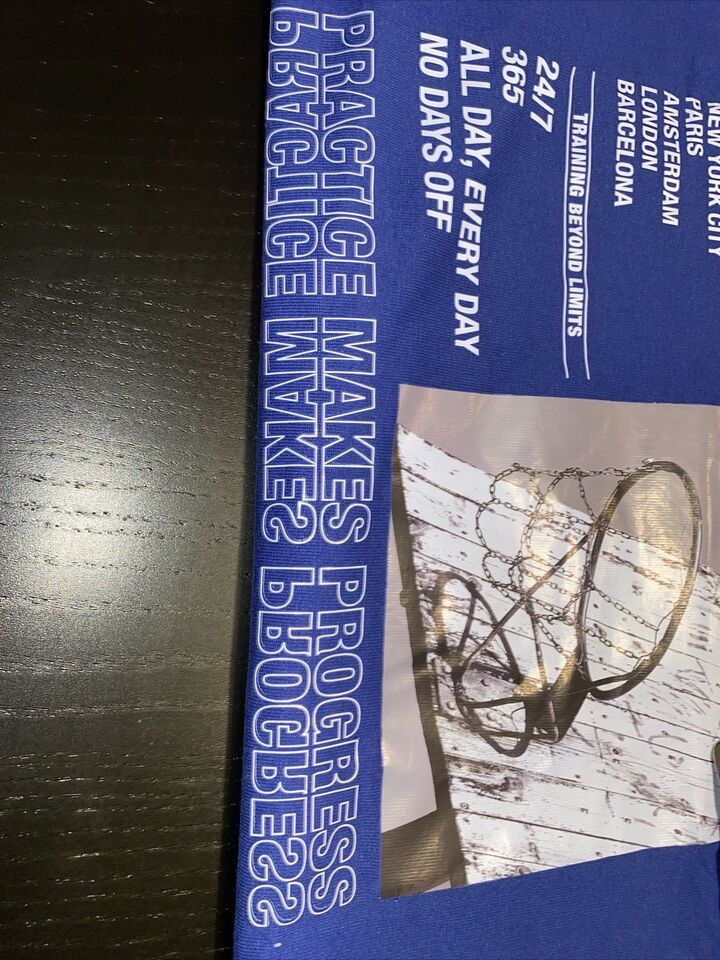 NEW YORK CITY
PARIS
AMSTERDAM
LONDON
BARCELONA
TRAINING BEYOND LIMITS
24/7
365
ALL DAY, EVERY DAY
NO DAYS OFF
PRACTICE MAKES PROGRESS
PRACTICE MAKES PROGRESS